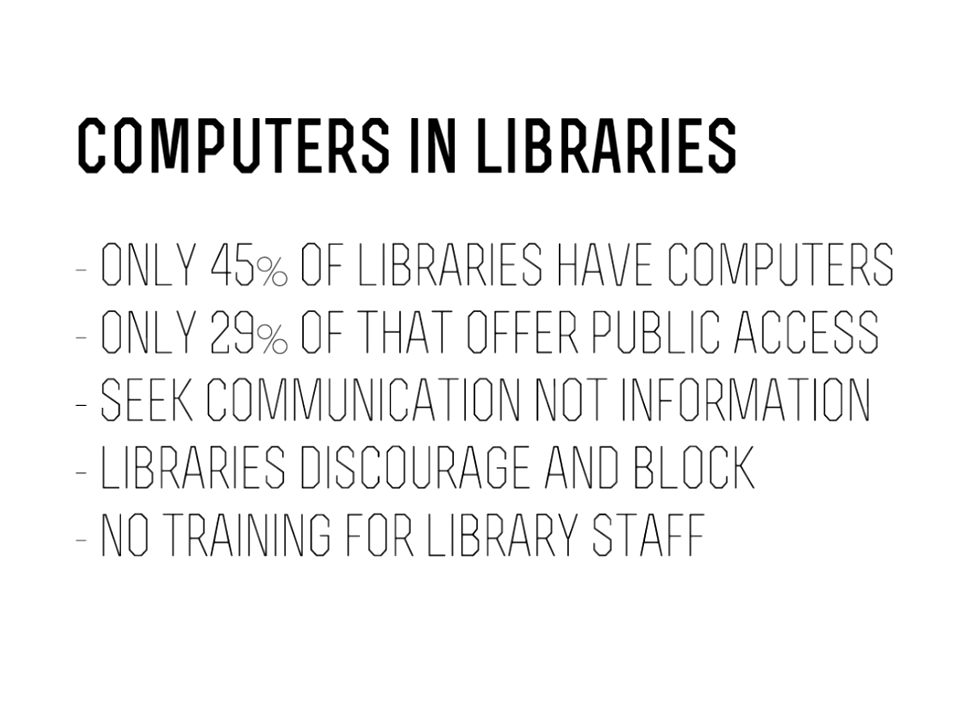 COMPUTERS IN LIBRARIES
- ONLY 45% OF LIBRARIES HAVE COMPUTERS
- ONLY 29% OF THAT OFFER PUBLIC ACCESS
- SEEK COMMUNICATION NOT INFORMATION
- LIBRARIES DISCOURAGE AND BLOCK
- NO TRAINING FOR LIBRARY STAFF